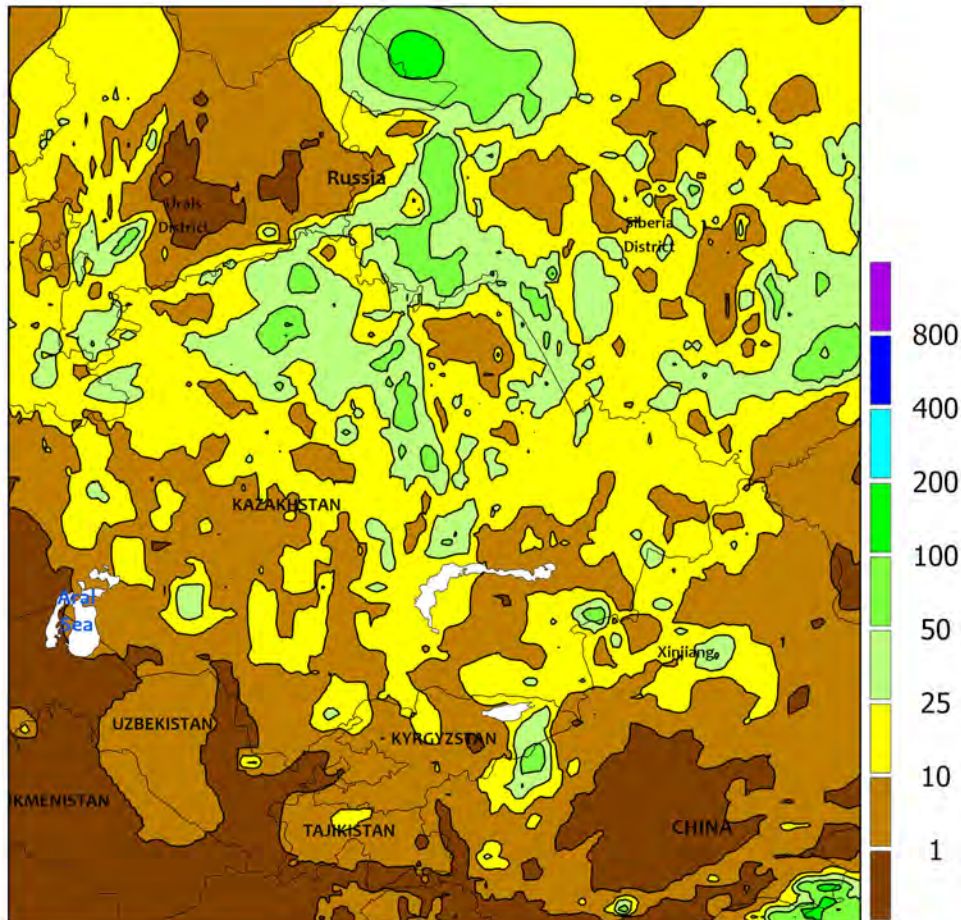 Russia
Urals
District
Siberia
District
800
400
200
100
50
25
10
1
KAZAKHSTAN
Aral
Sea
Xinjiang
UZBEKISTAN
KYRGYZSTAN
KMENISTAN
TAJIKISTAN
CHINA